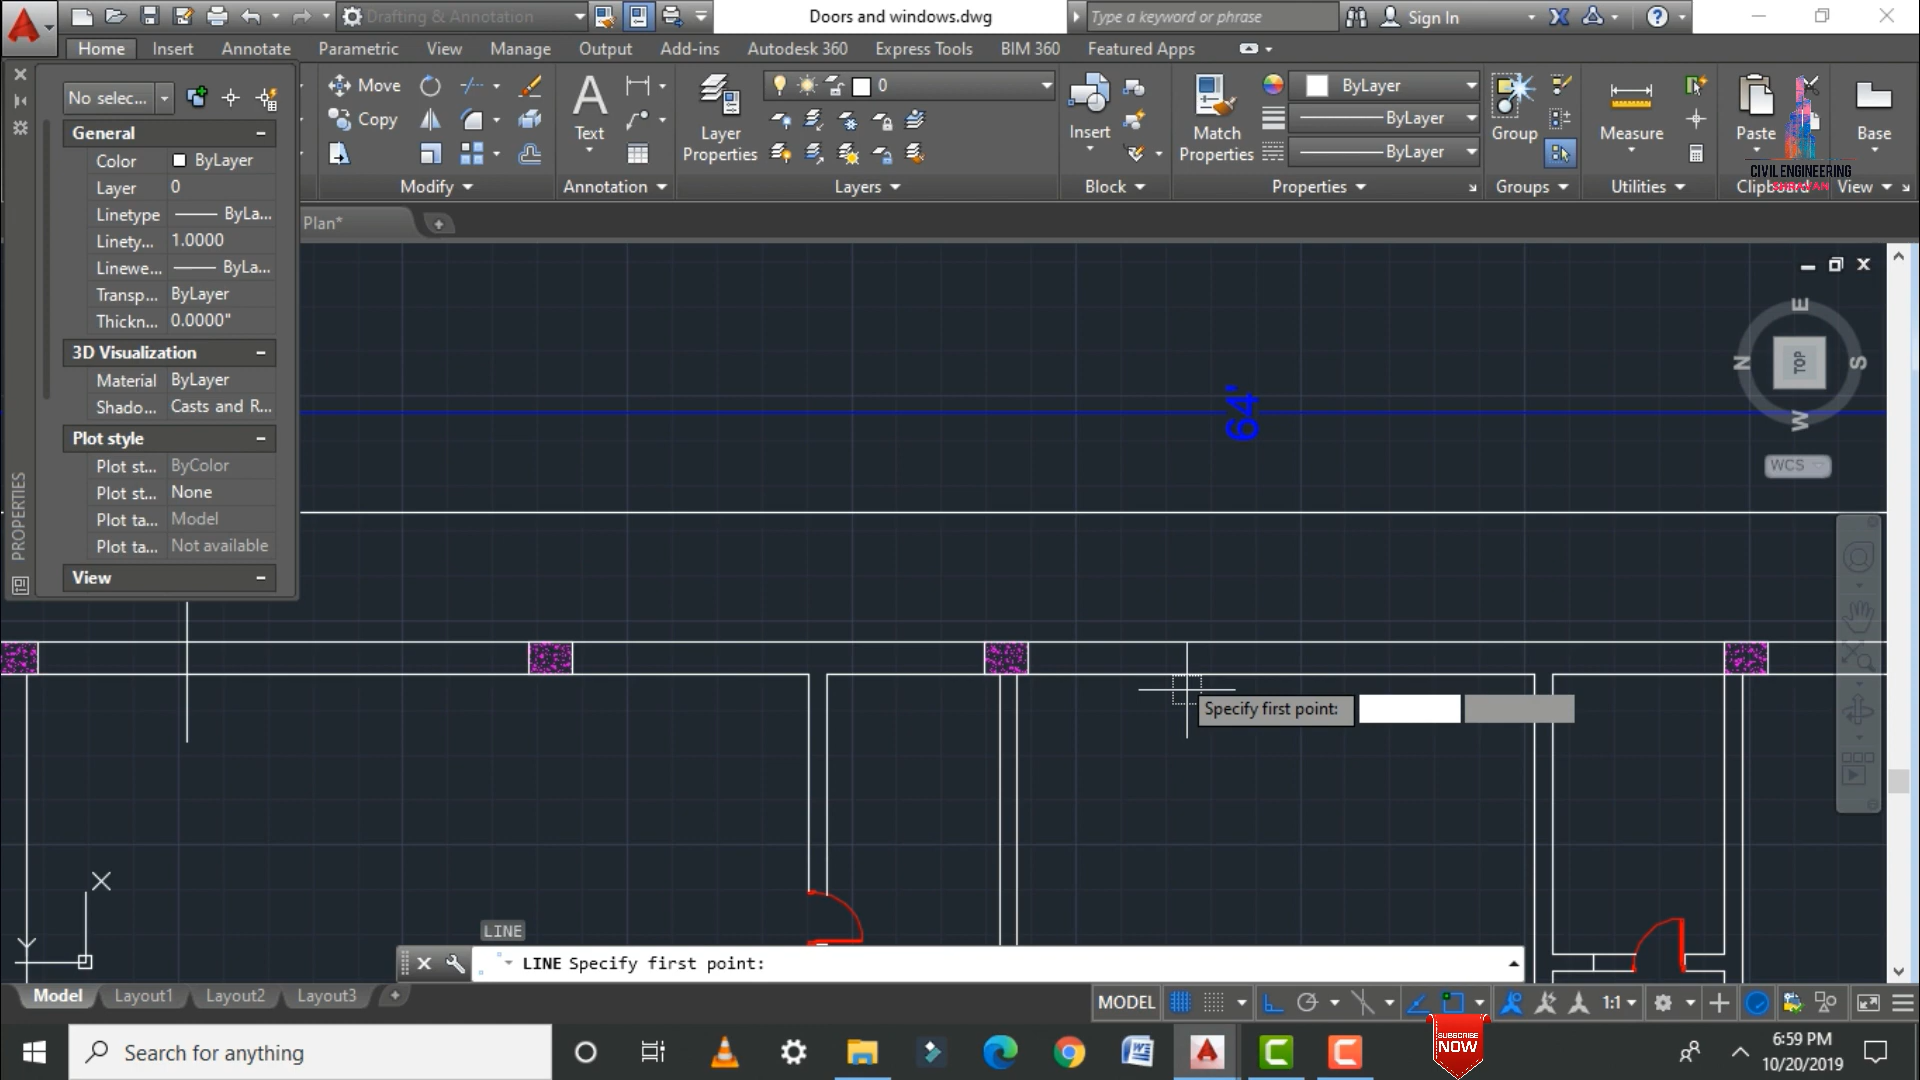 Drafting & Annotation
Doors and windows.dwg
Type a keyword or phrase
Sign In
Home Insert Annotate Parametric View Manage Output Add-ins Autodesk 360 Express Tools BIM 360 Featured Apps
No selec...
General
Color ByLayer
Layer 0
Linetype ByLa...
Linety... 1.0000
Linewe... ByLa...
Transp... ByLayer
Thickn... 0.0000"
3D Visualization
Material ByLayer
Shado... Casts and R...
Plot style
Plot st... ByColor
Plot st... None
Plot ta... Model
Plot ta... Not available
View
PROPERTIES
Move
Copy
Modify
Text
Annotation
Layer
Properties
0
Layers
Insert
Block
Match
Properties
ByLayer
ByLayer
ByLayer
Properties
Group
Groups
Measure
Utilities
Paste
Clipboard
Base
View
CIVIL ENGINEERING
SHRAVAN
Plan*
64'
E
N
TOP
S
W
WCS
Specify first point:
X
Y
LINE
LINE Specify first point:
Model Layout1 Layout2 Layout3
MODEL
1:1
SUBSCRIBE
NOW
Search for anything
6:59 PM
10/20/2019